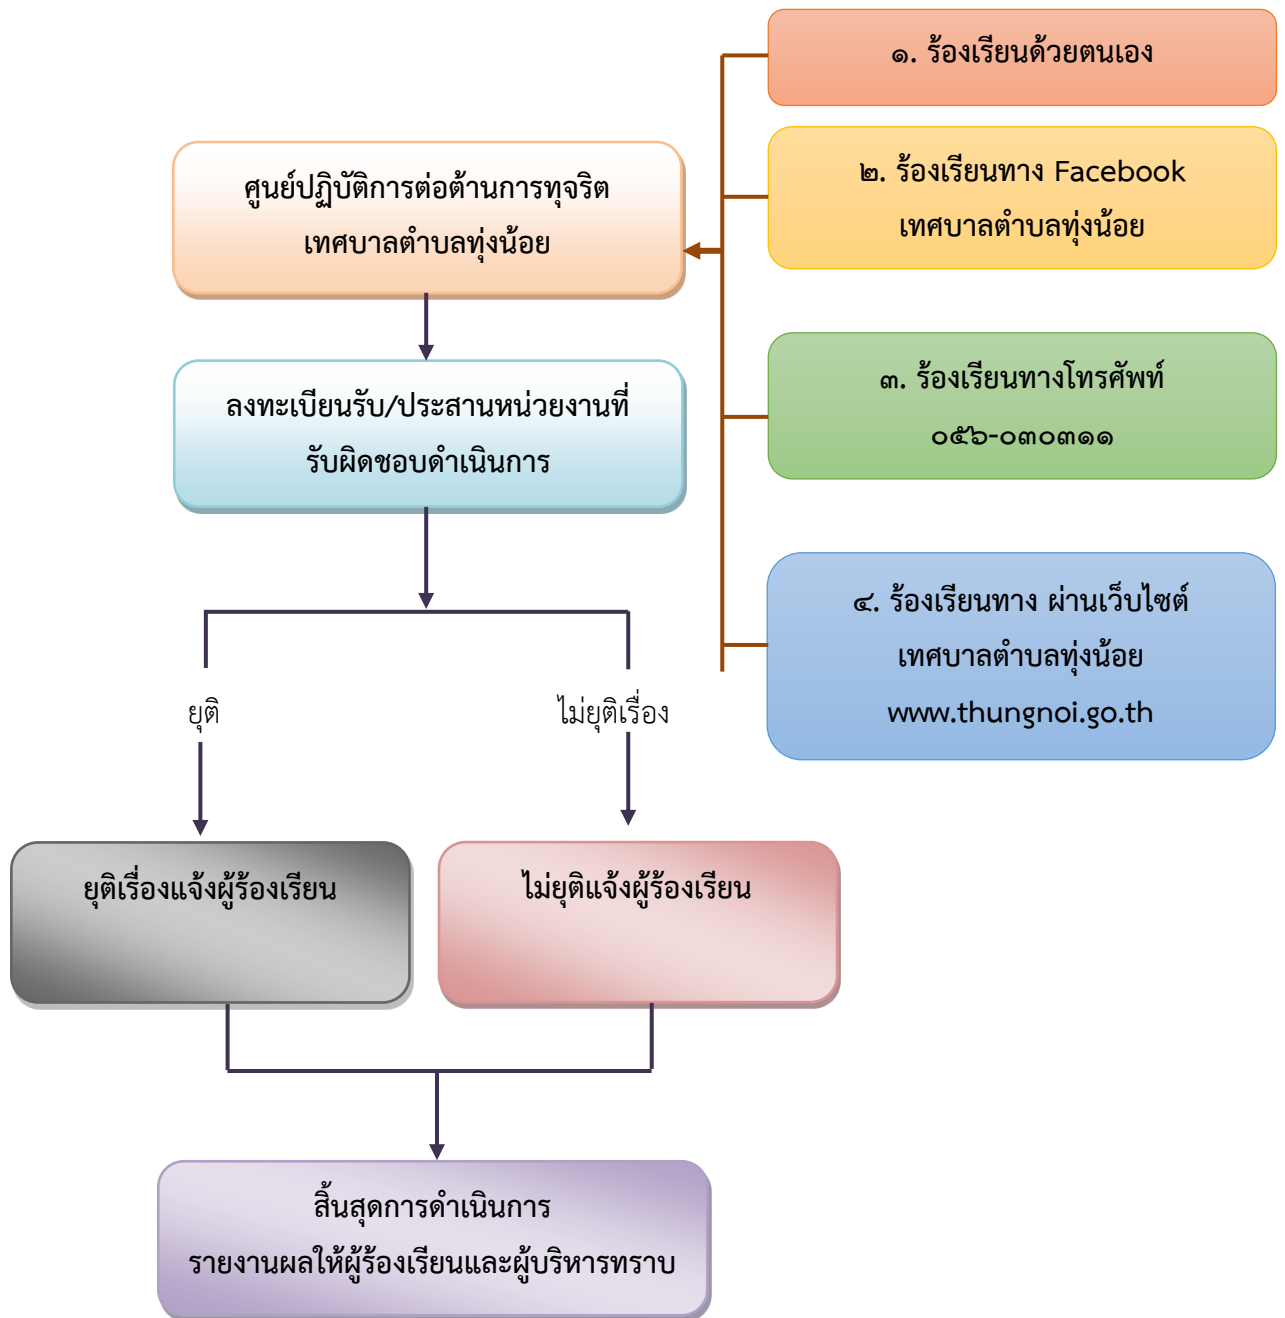 ๑. ร้องเรียนด้วยตนเอง
๒. ร้องเรียนทาง Facebook
เทศบาลตำบลทุ่งน้อย
ศูนย์ปฏิบัติการต่อต้านการทุจริต
เทศบาลตำบลทุ่งน้อย
๓. ร้องเรียนทางโทรศัพท์
๐๕๖-๐๓๐๓๑๑
ลงทะเบียนรับ/ประสานหน่วยงานที่
รับผิดชอบดำเนินการ
๔. ร้องเรียนทาง ผ่านเว็บไซต์
เทศบาลตำบลทุ่งน้อย
www.thungnoi.go.th
ยุติ
ไม่ยุติเรื่อง
ยุติเรื่องแจ้งผู้ร้องเรียน
ไม่ยุติแจ้งผู้ร้องเรียน
สิ้นสุดการดำเนินการ
รายงานผลให้ผู้ร้องเรียนและผู้บริหารทราบ